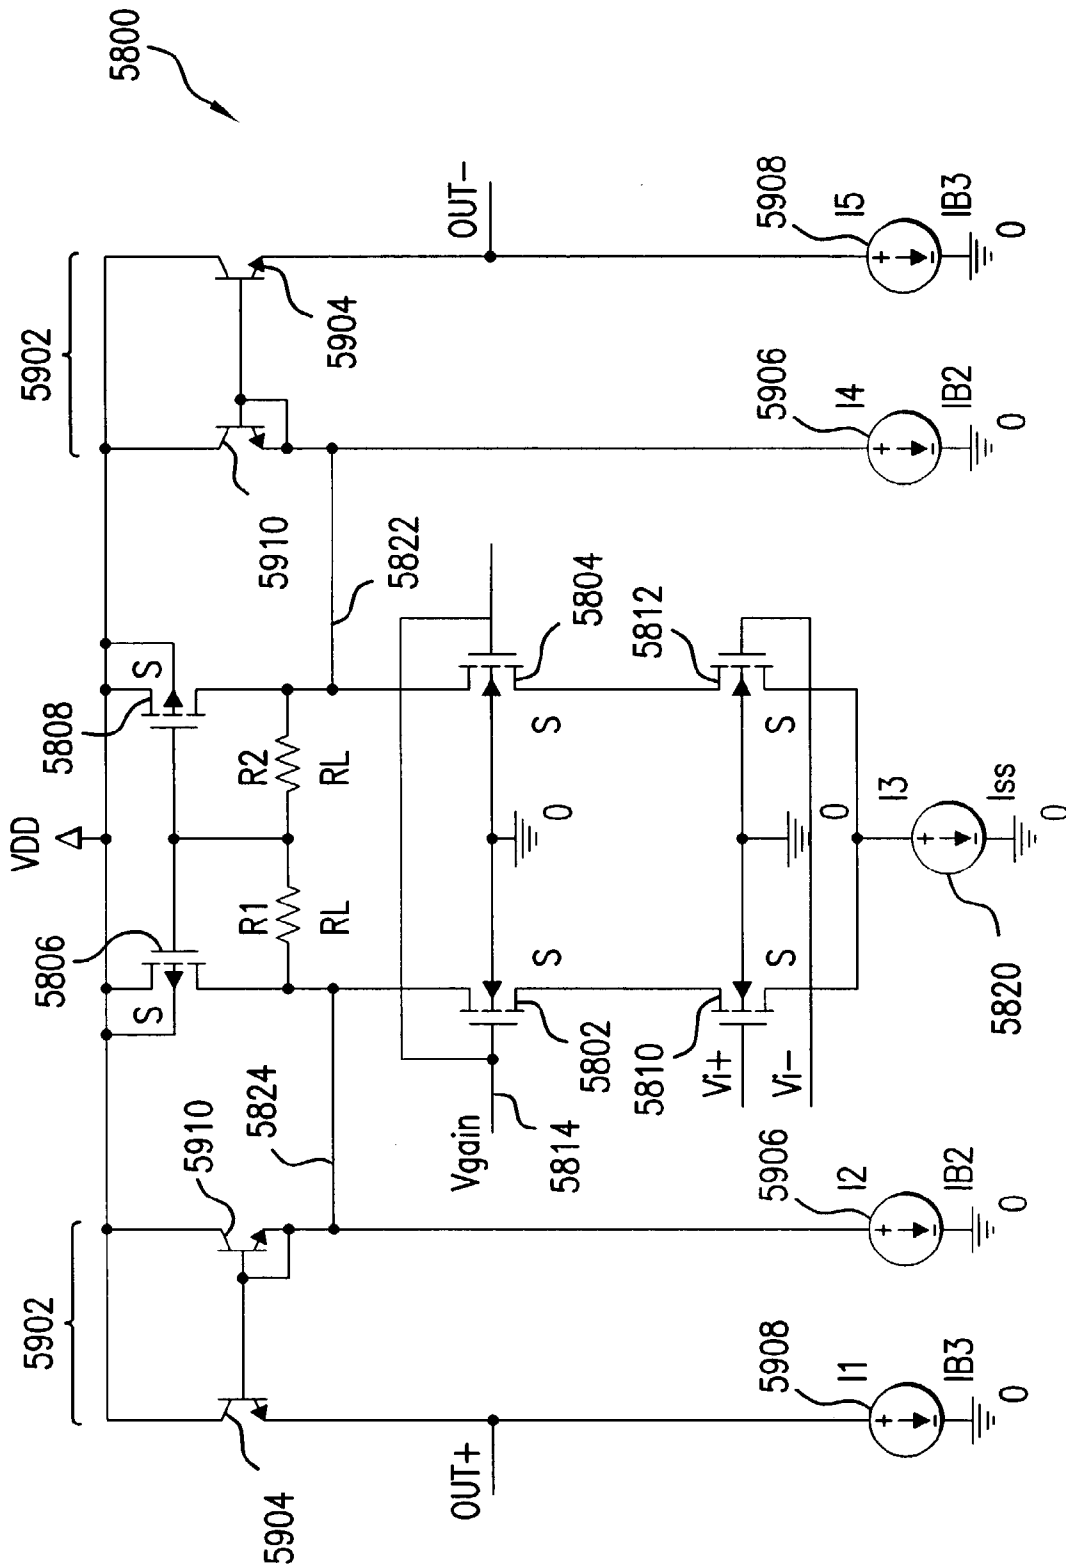 5800
5902
VDD
5902
5806
5808
5904
5910
5824
S
S
R1
R2
RL
RL
5822
5910
5904
OUT+
Vgain
5814
5802
S
0
S
5804
OUT-
5810
Vi+
Vi-
S
0
S
5812
5908
I1
IB3
0
5906
I2
IB2
0
5820
I3
Iss
0
5906
I4
IB2
0
5908
I5
IB3
0